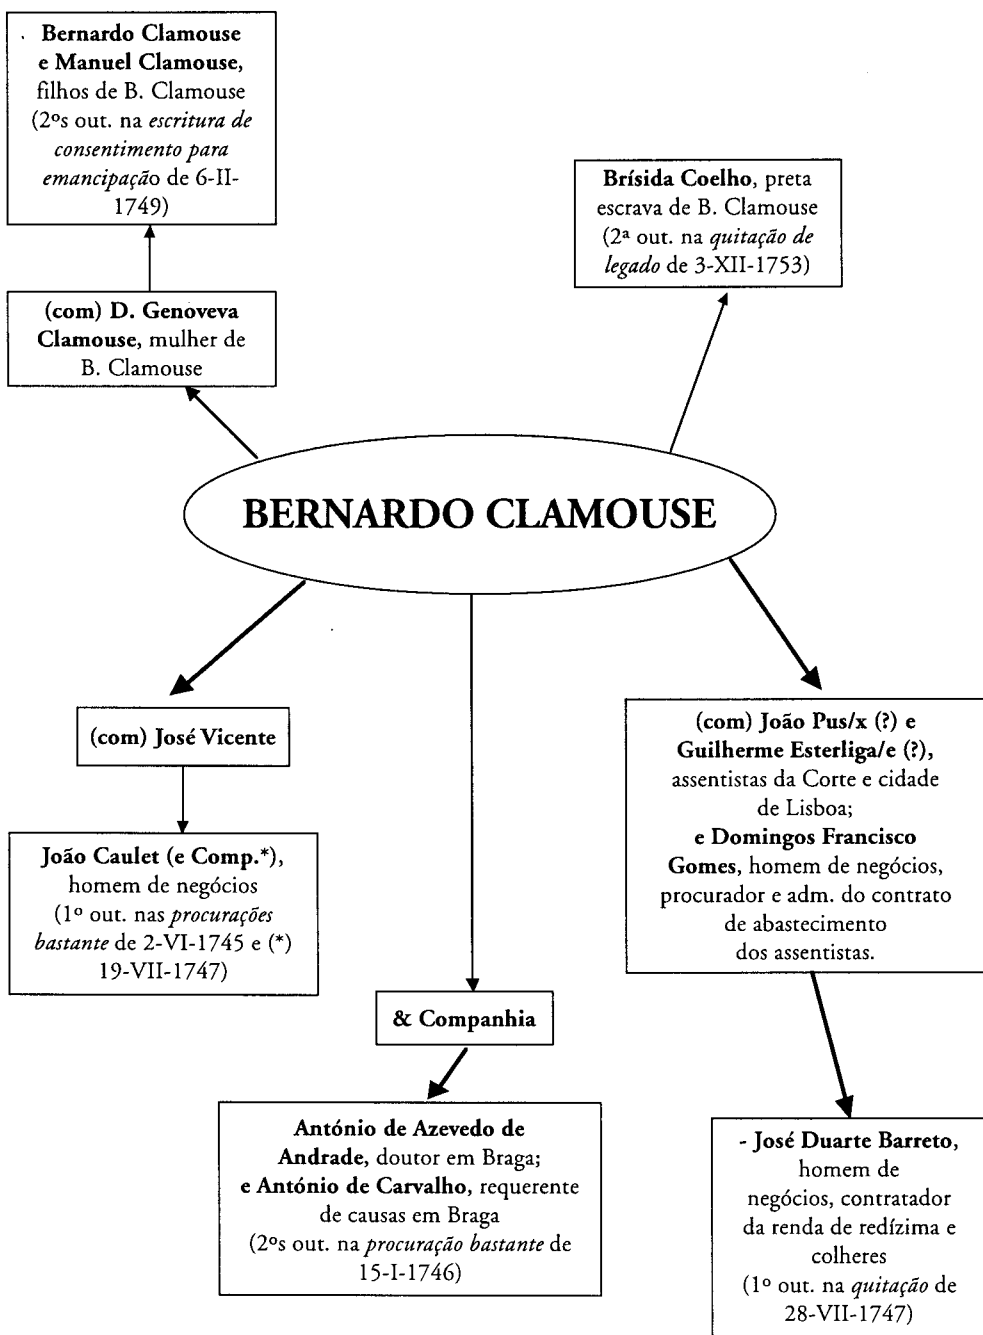 Bernardo Clamouse
e Manuel Clamouse,
filhos de B. Clamouse
(2ºs out. na escritura de
consentimento para
emancipação de 6-II-
1749)
(com) D. Genoveva
Clamouse, mulher de
B. Clamouse
Brísida Coelho, preta
escrava de B. Clamouse
(2ª out. na quitação de
legado de 3-XII-1753)
BERNARDO CLAMOUSE
(com) José Vicente
João Caulet (e Comp.*),
homem de negócios
(1º out. nas procurações
bastante de 2-VI-1745 e (*)
19-VII-1747)
& Companhia
António de Azevedo de
Andrade, doutor em Braga;
e António de Carvalho, requerente
de causas em Braga
(2ºs out. na procuração bastante de
15-I-1746)
(com) João Pus/x (?) e
Guilherme Esterliga/e (?),
assentistas da Corte e cidade
de Lisboa;
e Domingos Francisco
Gomes, homem de negócios,
procurador e adm. do contrato
de abastecimento
dos assentistas.
- José Duarte Barreto,
homem de
negócios, contratador
da renda de redízima e
colheres
(1º out. na quitação de
28-VII-1747)